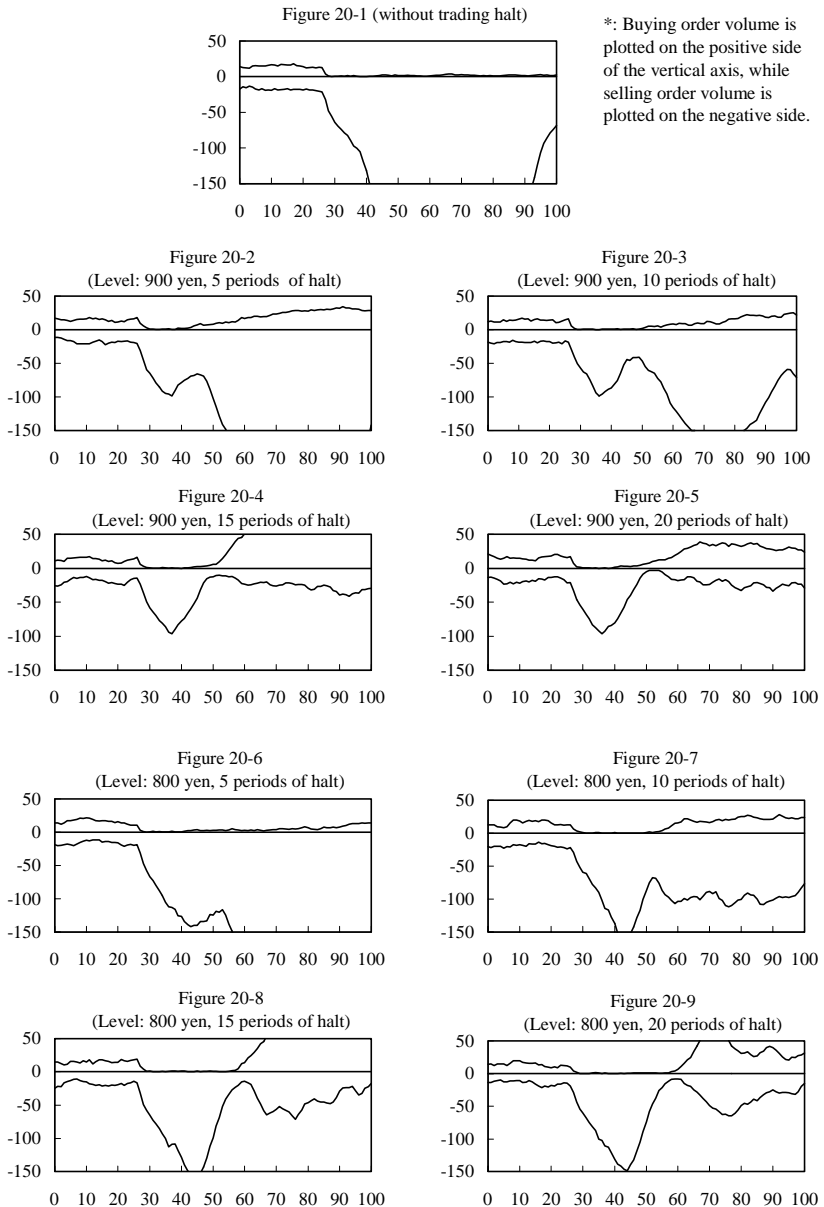 Figure 20-1 (without trading halt)
*: Buying order volume is
plotted on the positive side
of the vertical axis, while
selling order volume is
plotted on the negative side.
50
0
-50
-100
-150
0 10 20 30 40 50 60 70 80 90 100
Figure 20-2
(Level: 900 yen, 5 periods of halt)
50
0
-50
-100
-150
0 10 20 30 40 50 60 70 80 90 100
Figure 20-3
(Level: 900 yen, 10 periods of halt)
50
0
-50
-100
-150
0 10 20 30 40 50 60 70 80 90 100
Figure 20-4
(Level: 900 yen, 15 periods of halt)
50
0
-50
-100
-150
0 10 20 30 40 50 60 70 80 90 100
Figure 20-5
(Level: 900 yen, 20 periods of halt)
50
0
-50
-100
-150
0 10 20 30 40 50 60 70 80 90 100
Figure 20-6
(Level: 800 yen, 5 periods of halt)
50
0
-50
-100
-150
0 10 20 30 40 50 60 70 80 90 100
Figure 20-7
(Level: 800 yen, 10 periods of halt)
50
0
-50
-100
-150
0 10 20 30 40 50 60 70 80 90 100
Figure 20-8
(Level: 800 yen, 15 periods of halt)
50
0
-50
-100
-150
0 10 20 30 40 50 60 70 80 90 100
Figure 20-9
(Level: 800 yen, 20 periods of halt)
50
0
-50
-100
-150
0 10 20 30 40 50 60 70 80 90 100